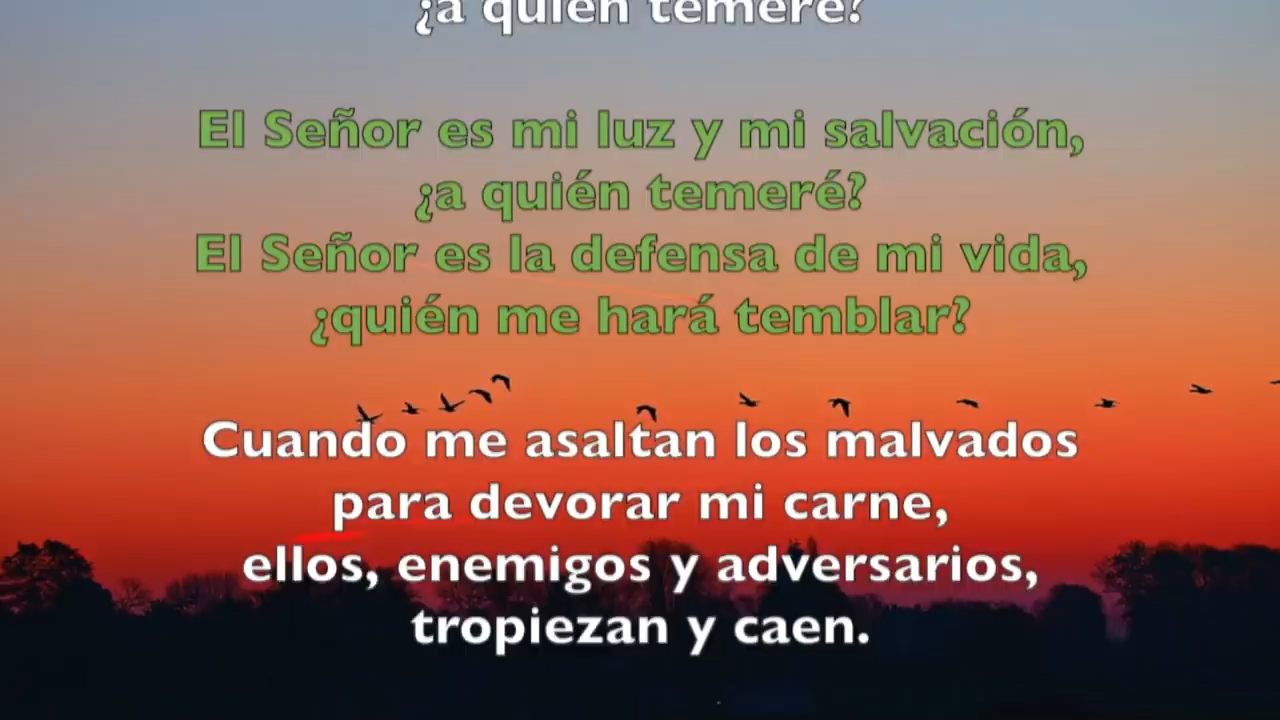 ¿a quién temeré?
El Señor es mi luz y mi salvación,
¿a quién temeré?
El Señor es la defensa de mi vida,
¿quién me hará temblar?
Cuando me asaltan los malvados
para devorar mi carne,
ellos, enemigos y adversarios,
tropiezan y caen.